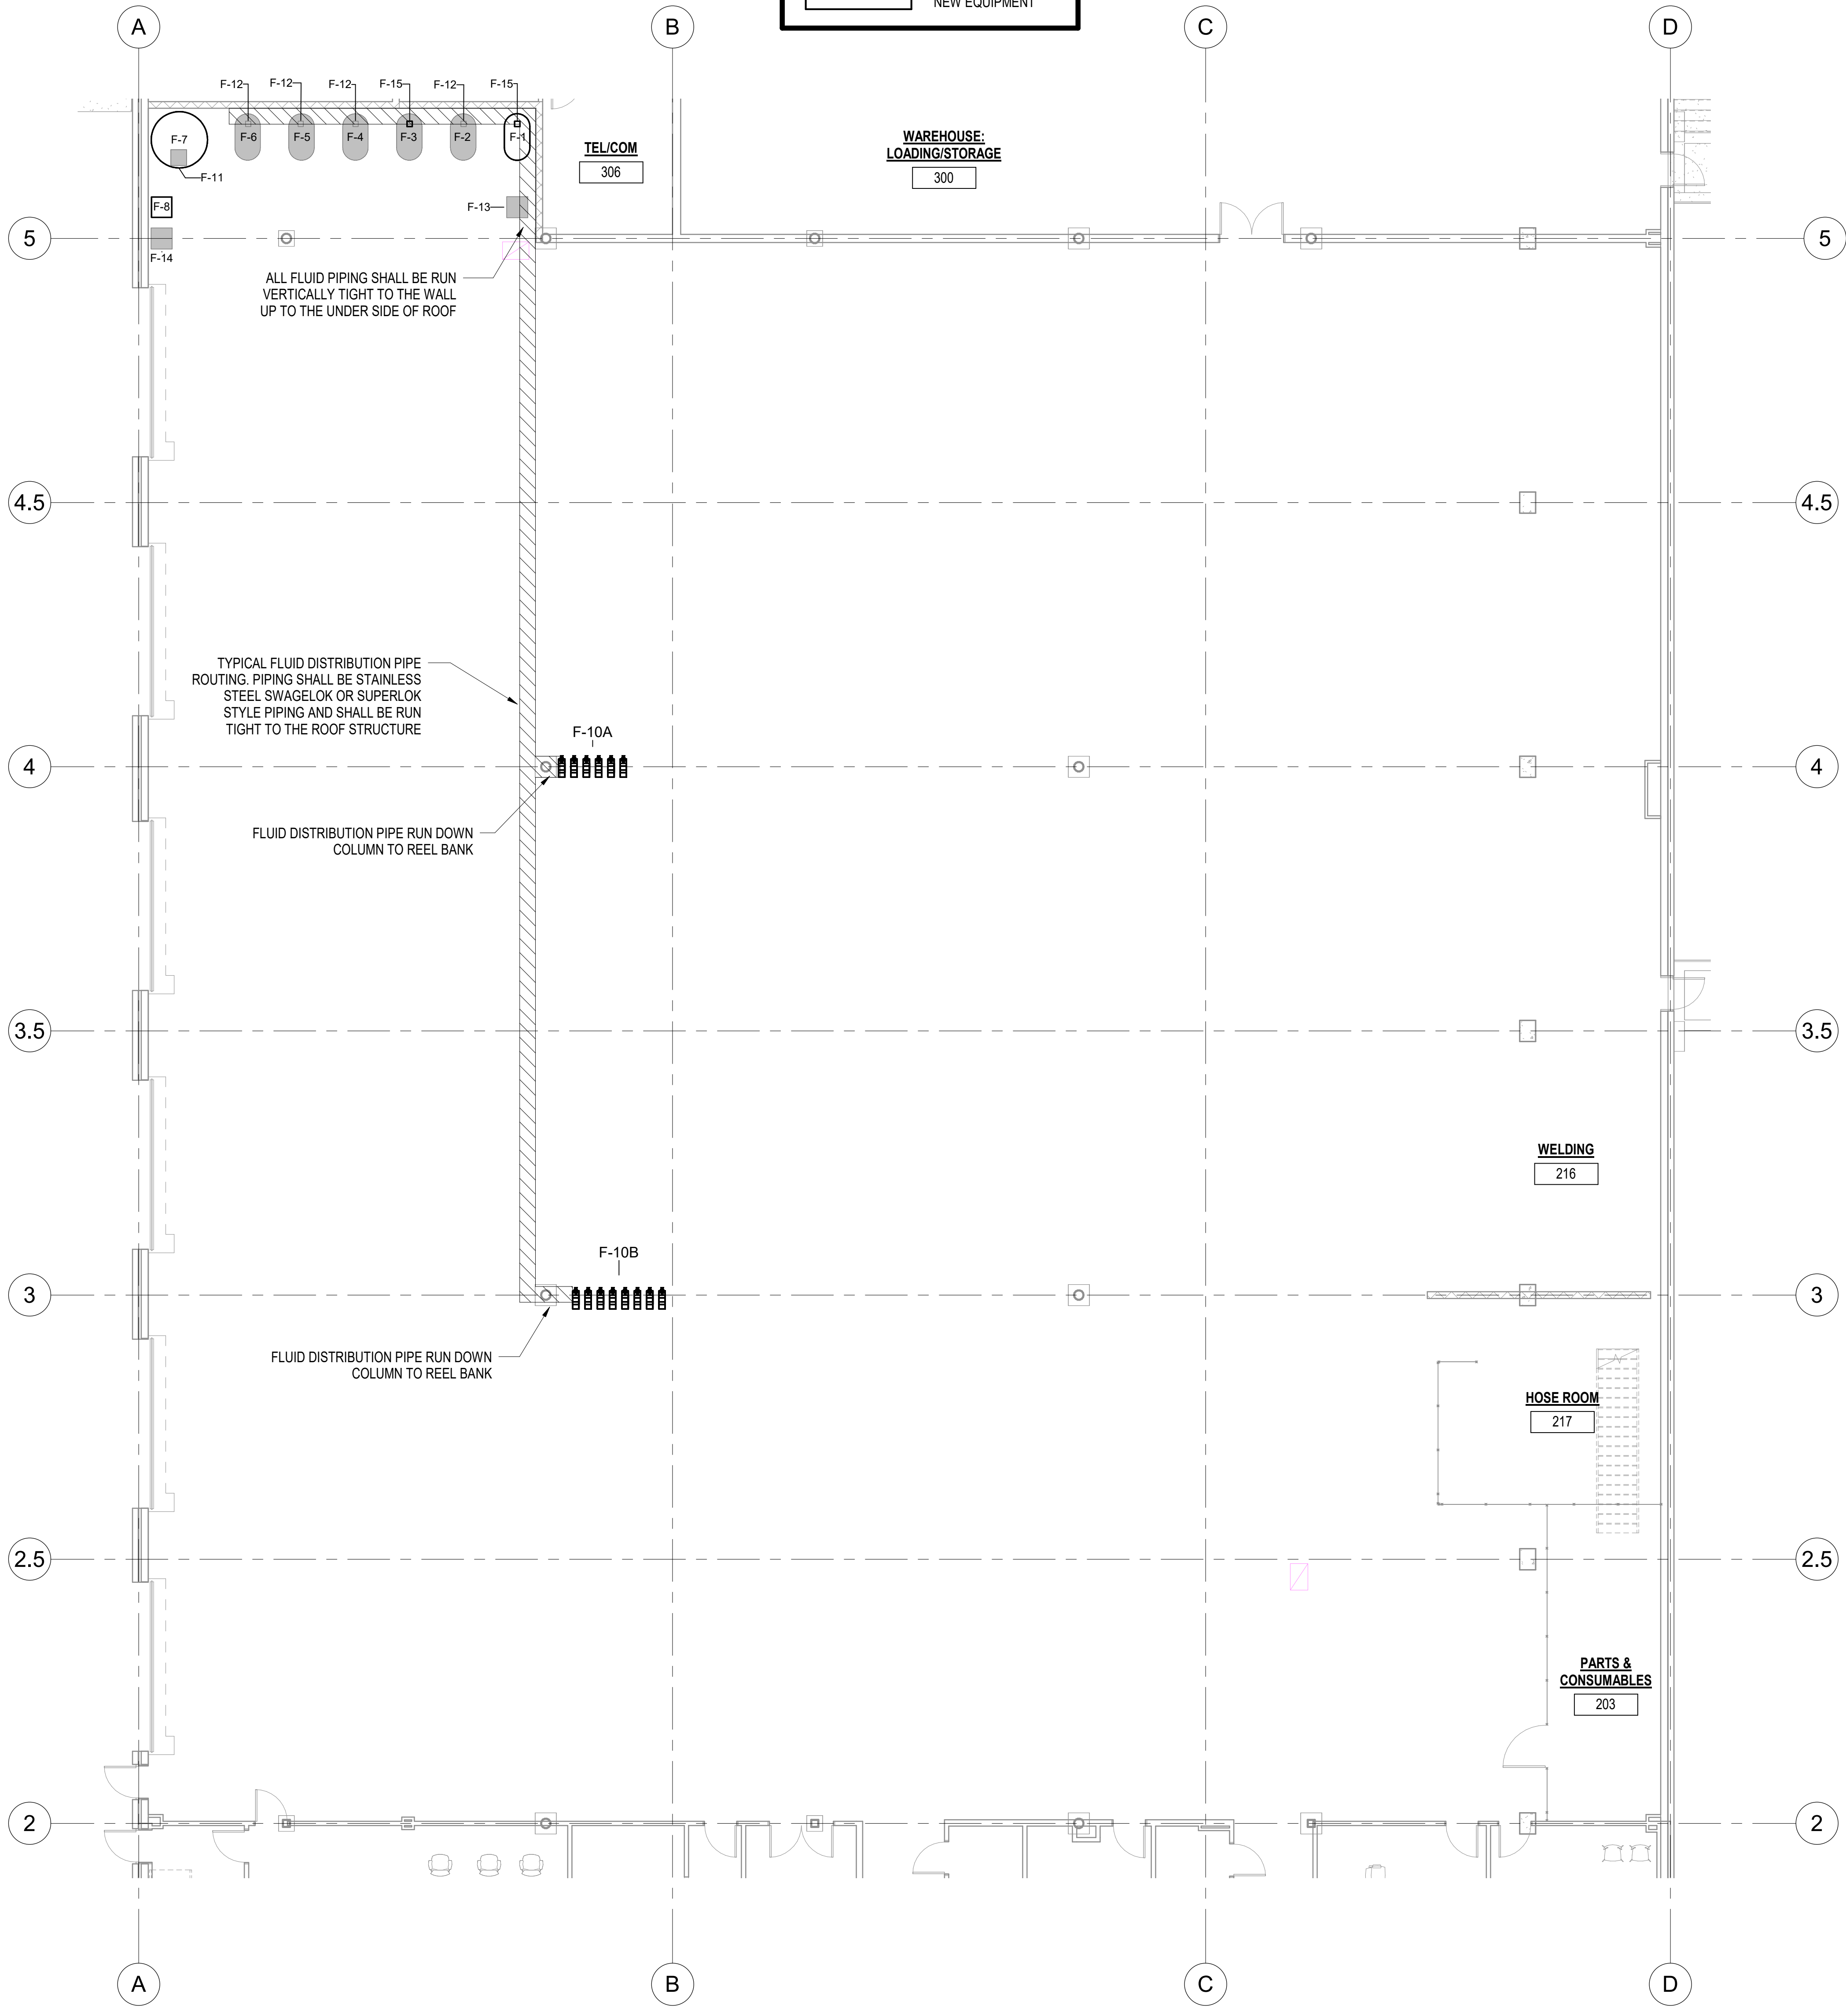 NEW EQUIPMENT
A
B
C
D
F-12
F-12
F-12
F-15
F-12
F-15
F-7
F-6
F-5
F-4
F-3
F-2
F-1
F-11
F-8
F-13
F-14
TEL/COM
306
WAREHOUSE:
LOADING/STORAGE
300
5
5
ALL FLUID PIPING SHALL BE RUN
VERTICALLY TIGHT TO THE WALL
UP TO THE UNDER SIDE OF ROOF
4.5
4.5
TYPICAL FLUID DISTRIBUTION PIPE
ROUTING. PIPING SHALL BE STAINLESS
STEEL SWAGELOK OR SUPERLOK
STYLE PIPING AND SHALL BE RUN
TIGHT TO THE ROOF STRUCTURE
F-10A
4
4
FLUID DISTRIBUTION PIPE RUN DOWN
COLUMN TO REEL BANK
3.5
3.5
WELDING
216
F-10B
3
3
FLUID DISTRIBUTION PIPE RUN DOWN
COLUMN TO REEL BANK
HOSE ROOM
217
2.5
2.5
PARTS &
CONSUMABLES
203
2
2
A
B
C
D